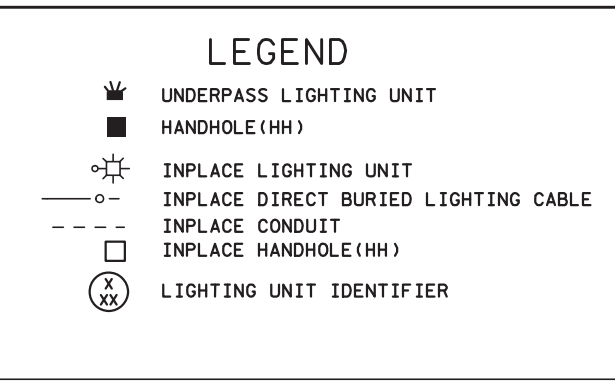 LEGEND
UNDERPASS LIGHTING UNIT
HANDHOLE(HH)
INPLACE LIGHTING UNIT
INPLACE DIRECT BURIED LIGHTING CABLE
INPLACE CONDUIT
INPLACE HANDHOLE(HH)
X
XX
LIGHTING UNIT IDENTIFIER